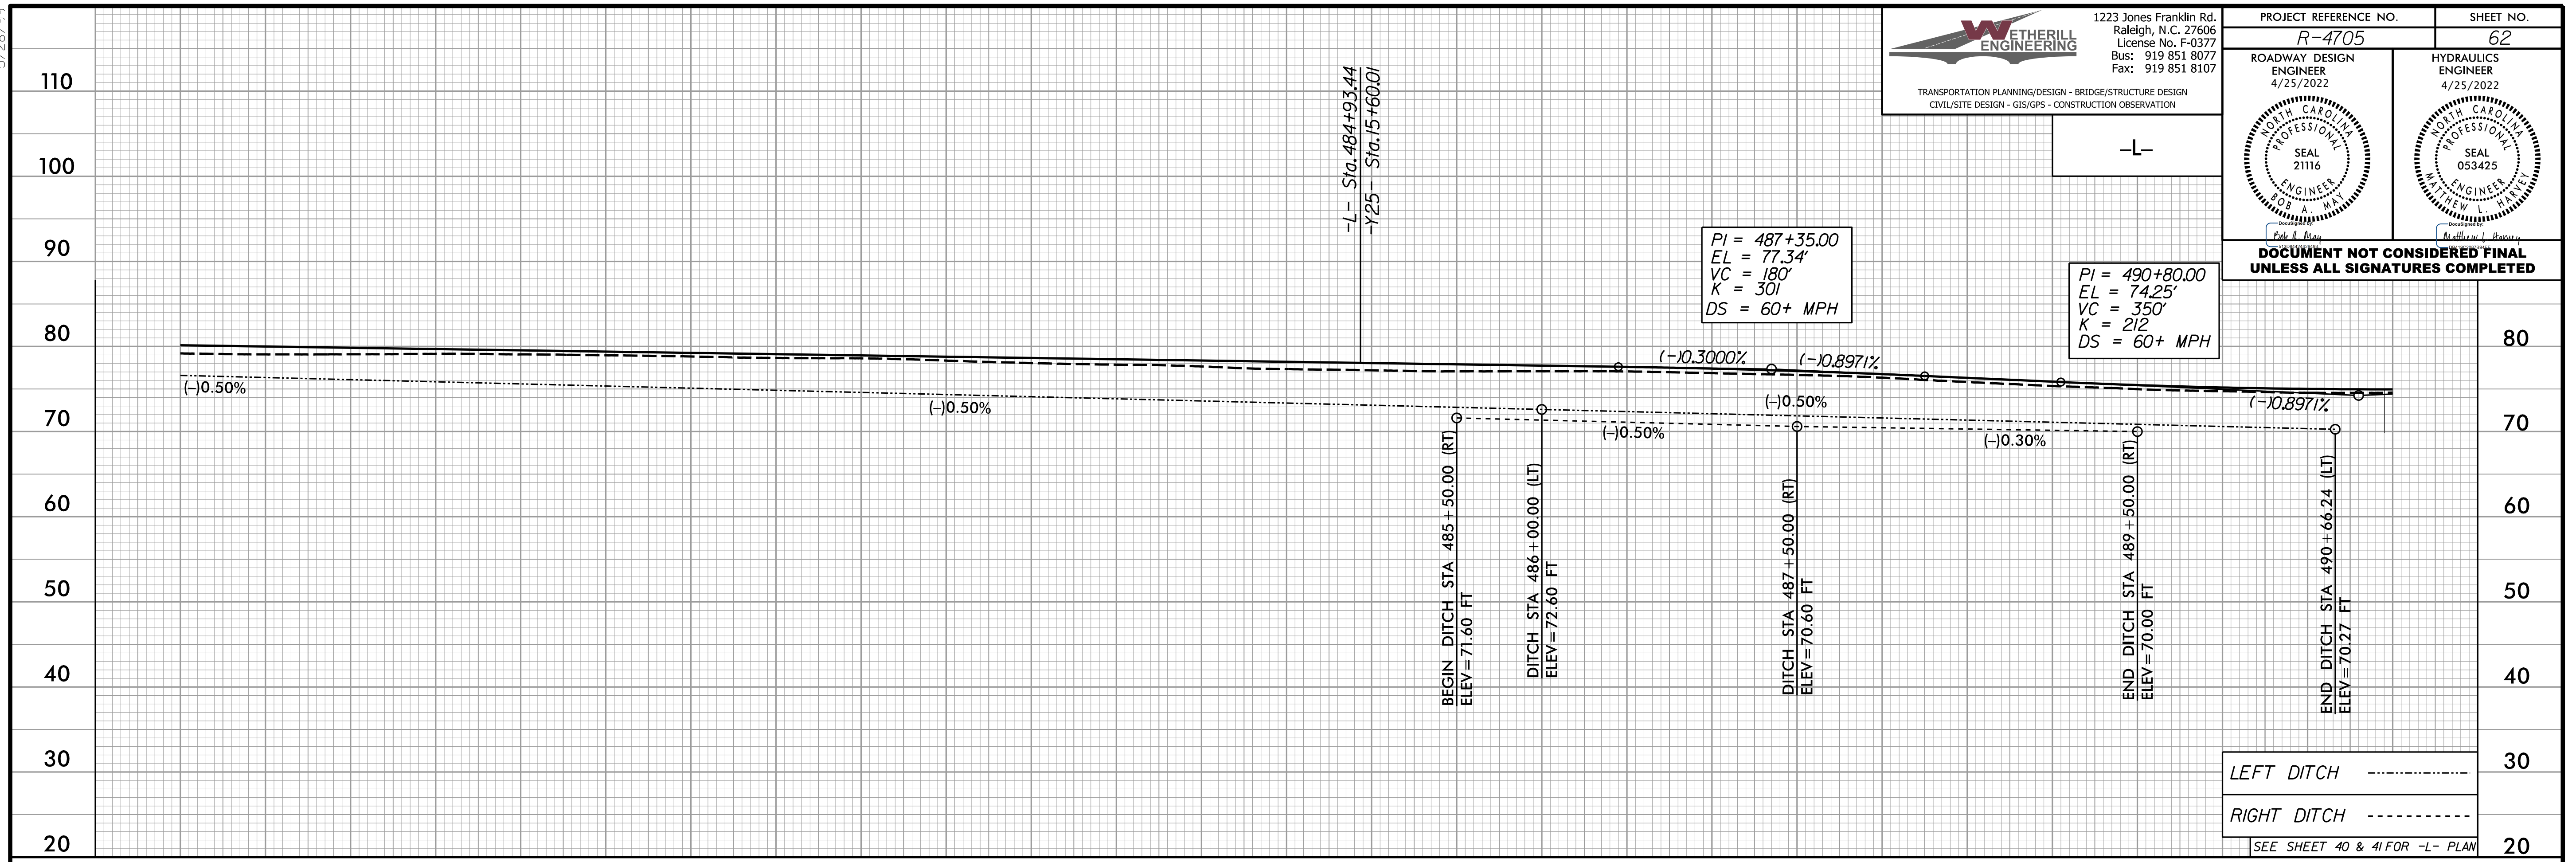 WETHERILL
ENGINEERING
1223 Jones Franklin Rd.
Raleigh, N.C. 27606
License No. F-0377
Bus: 919 851 8077
Fax: 919 851 8107
TRANSPORTATION PLANNING/DESIGN - BRIDGE/STRUCTURE DESIGN
CIVIL/SITE DESIGN - GIS/GPS - CONSTRUCTION OBSERVATION
PROJECT REFERENCE NO.
SHEET NO.
R-4705
62
ROADWAY DESIGN
ENGINEER
4/25/2022
HYDRAULICS
ENGINEER
4/25/2022
NORTH CAROLINA
PROFESSIONAL
SEAL
21116
ENGINEER
BOB A. MAY
NORTH CAROLINA
PROFESSIONAL
SEAL
053425
ENGINEER
MATTHEW L. HARVEY
DocuSigned by:
Bob A. May
DocuSigned by:
Matthew L. Harvey
DOCUMENT NOT CONSIDERED FINAL
UNLESS ALL SIGNATURES COMPLETED
-L-
110
100
90
80
70
60
50
40
30
20
-L- Sta. 484+93.44
-Y25- Sta. 15+60.01
PI = 487+35.00
EL = 77.34'
VC = 180'
K = 301
DS = 60+ MPH
PI = 490+80.00
EL = 74.25'
VC = 350'
K = 212
DS = 60+ MPH
(-)0.3000%
(-)0.8971%
(-)0.8971%
(-)0.50%
(-)0.50%
(-)0.50%
(-)0.50%
(-)0.30%
BEGIN DITCH STA 485+50.00 (RT)
ELEV=71.60 FT
DITCH STA 486+00.00 (LT)
ELEV=72.60 FT
DITCH STA 487+50.00 (RT)
ELEV=70.60 FT
END DITCH STA 489+50.00 (RT)
ELEV=70.00 FT
END DITCH STA 490+66.24 (LT)
ELEV=70.27 FT
80
70
60
50
40
30
20
LEFT DITCH
RIGHT DITCH
SEE SHEET 40 & 41 FOR -L- PLAN